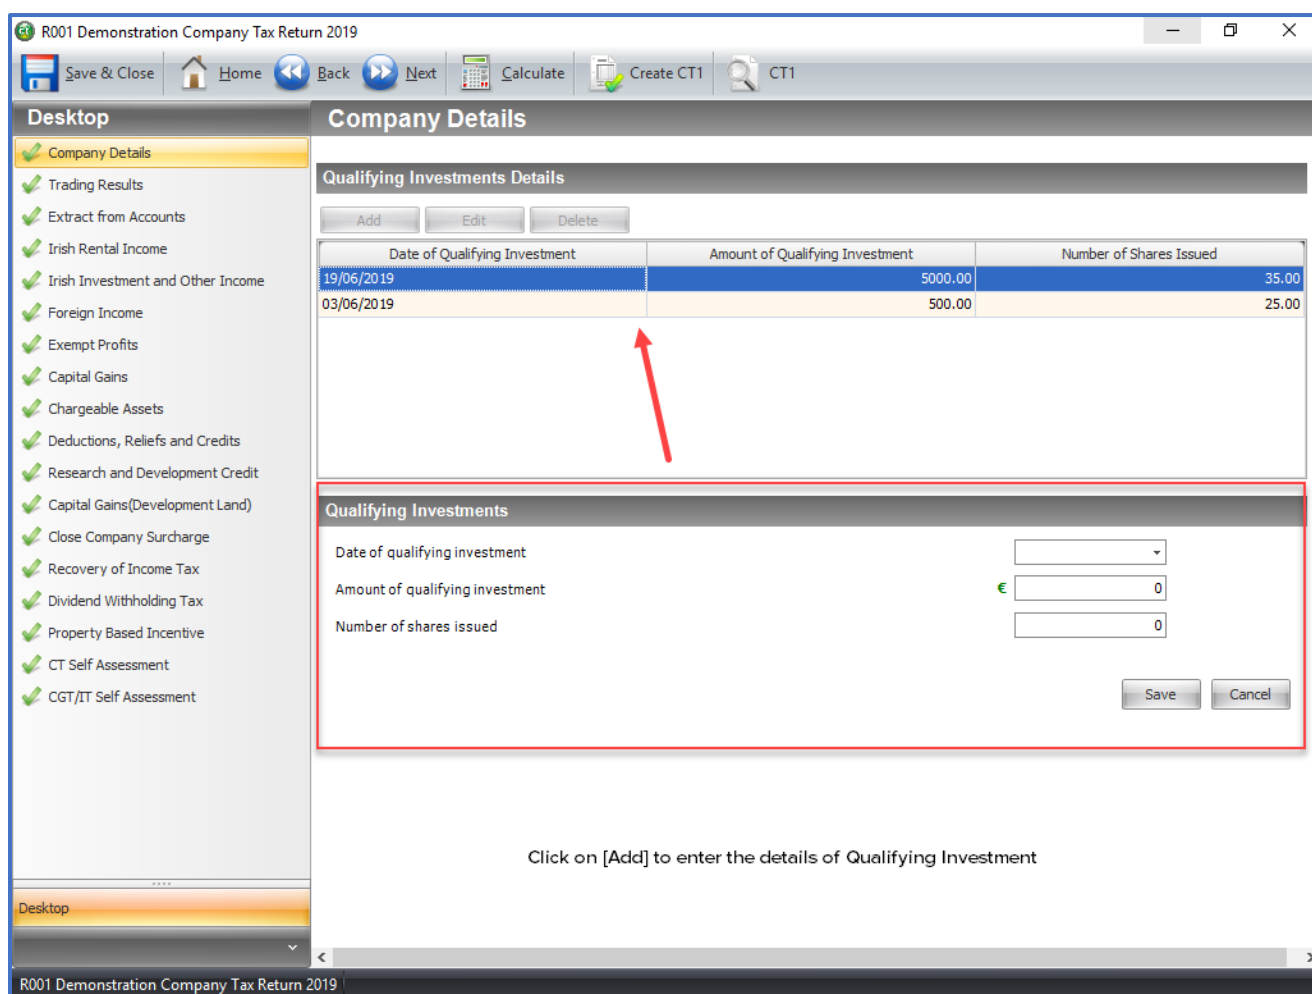 R001 Demonstration Company Tax Return 2019
Save & Close Home Back Next Calculate Create CT1 CT1
Desktop
Company Details
Trading Results
Extract from Accounts
Irish Rental Income
Irish Investment and Other Income
Foreign Income
Exempt Profits
Capital Gains
Chargeable Assets
Deductions, Reliefs and Credits
Research and Development Credit
Capital Gains(Development Land)
Close Company Surcharge
Recovery of Income Tax
Dividend Withholding Tax
Property Based Incentive
CT Self Assessment
CGT/IT Self Assessment
Desktop
Company Details
Qualifying Investments Details
Add Edit Delete
Date of Qualifying Investment Amount of Qualifying Investment Number of Shares Issued
19/06/2019 5000.00 35.00
03/06/2019 500.00 25.00
Qualifying Investments
Date of qualifying investment
Amount of qualifying investment € 0
Number of shares issued 0
Save Cancel
Click on [Add] to enter the details of Qualifying Investment
R001 Demonstration Company Tax Return 2019